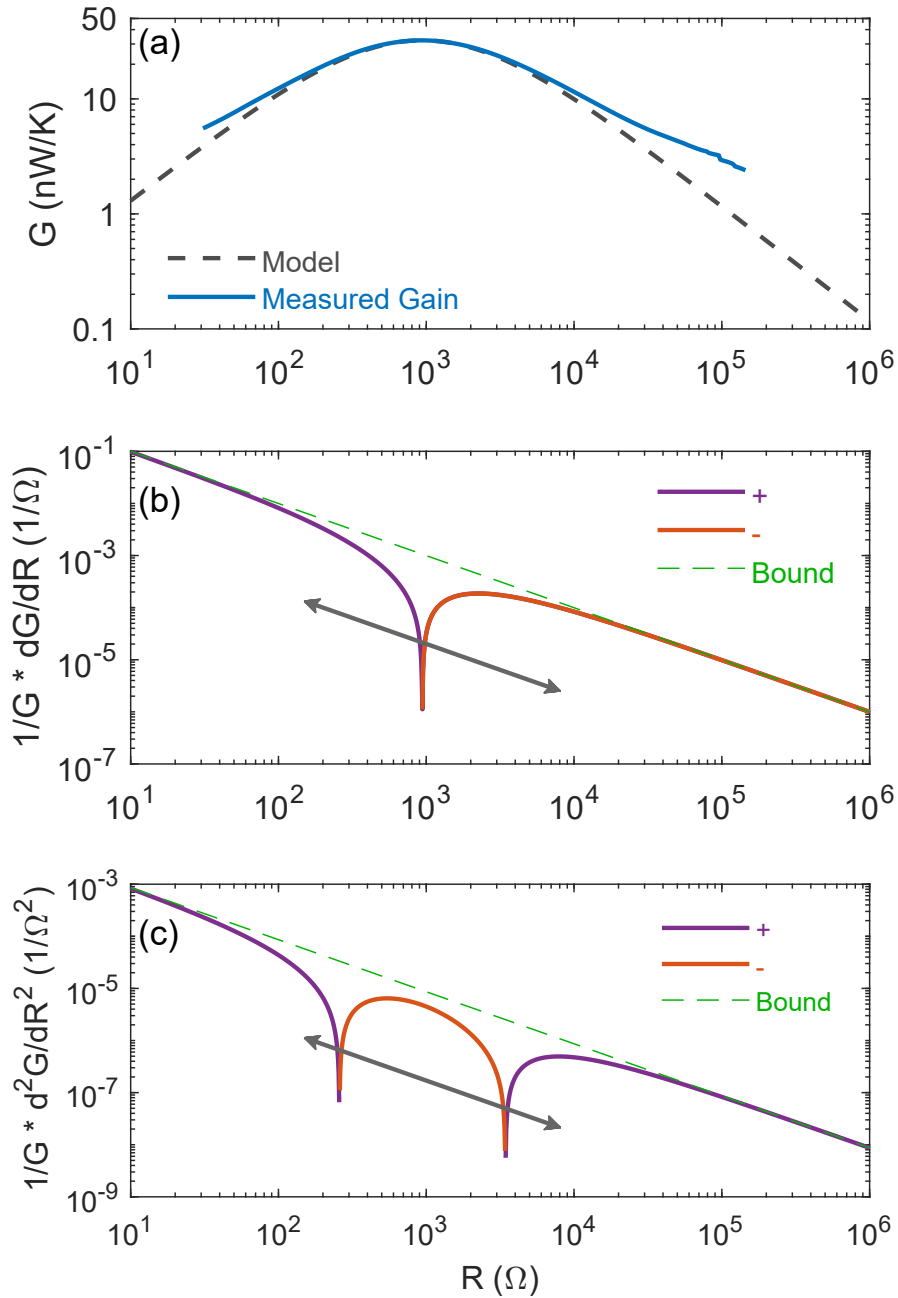 50
(a)
10
G (nW/K)
1
Model
Measured Gain
0.1
10^1 10^2 10^3 10^4 10^5 10^6
10^-1
(b)
+
-
Bound
10^-3
1/G * dG/dR (1/Ω)
10^-5
10^-7
10^1 10^2 10^3 10^4 10^5 10^6
10^-3
(c)
+
-
Bound
10^-5
1/G * d^2G/dR^2 (1/Ω^2)
10^-7
10^-9
10^1 10^2 10^3 10^4 10^5 10^6
R (Ω)